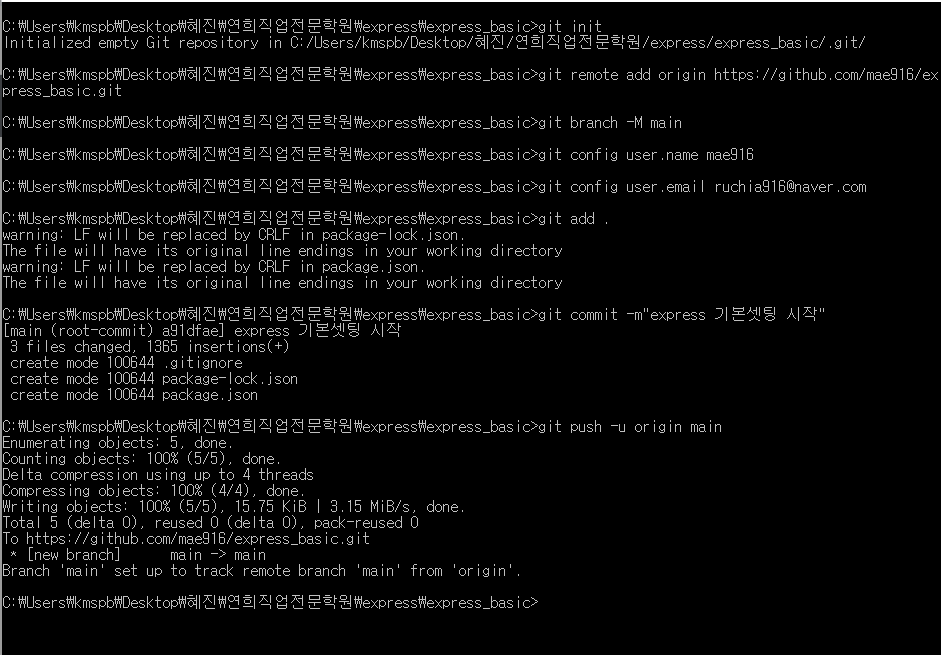 C:₩Users₩kmspb₩Desktop₩혜진₩연희직업전문학원₩express₩express_basic>git init
Initialized empty Git repository in C:/Users/kmspb/Desktop/혜진/연희직업전문학원/express/express_basic/.git/
C:₩Users₩kmspb₩Desktop₩혜진₩연희직업전문학원₩express₩express_basic>git remote add origin https://github.com/mae916/ex
press_basic.git
C:₩Users₩kmspb₩Desktop₩혜진₩연희직업전문학원₩express₩express_basic>git branch -M main
C:₩Users₩kmspb₩Desktop₩혜진₩연희직업전문학원₩express₩express_basic>git config user.name mae916
C:₩Users₩kmspb₩Desktop₩혜진₩연희직업전문학원₩express₩express_basic>git config user.email ruchia916@naver.com
C:₩Users₩kmspb₩Desktop₩혜진₩연희직업전문학원₩express₩express_basic>git add .
warning: LF will be replaced by CRLF in package-lock.json.
The file will have its original line endings in your working directory
warning: LF will be replaced by CRLF in package.json.
The file will have its original line endings in your working directory
C:₩Users₩kmspb₩Desktop₩혜진₩연희직업전문학원₩express₩express_basic>git commit -m"express 기본셋팅 시작"
[main (root-commit) a91dfae] express 기본셋팅 시작
3 files changed, 1365 insertions(+)
create mode 100644 .gitignore
create mode 100644 package-lock.json
create mode 100644 package.json
C:₩Users₩kmspb₩Desktop₩혜진₩연희직업전문학원₩express₩express_basic>git push -u origin main
Enumerating objects: 5, done.
Counting objects: 100% (5/5), done.
Delta compression using up to 4 threads
Compressing objects: 100% (4/4), done.
Writing objects: 100% (5/5), 15.75 KiB | 3.15 MiB/s, done.
Total 5 (delta 0), reused 0 (delta 0), pack-reused 0
To https://github.com/mae916/express_basic.git
* [new branch]      main -> main
Branch 'main' set up to track remote branch 'main' from 'origin'.
C:₩Users₩kmspb₩Desktop₩혜진₩연희직업전문학원₩express₩express_basic>